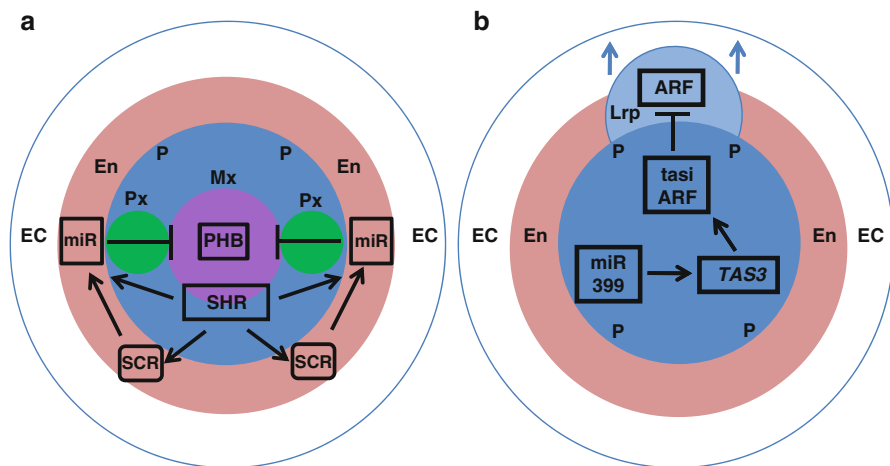 a
P P
En En
Mx
Px Px
EC miR PHB miR EC
SHR
SCR SCR
b
ARF
Lrp
P P
tasi
ARF
EC En En EC
miR
399
TAS3
P P